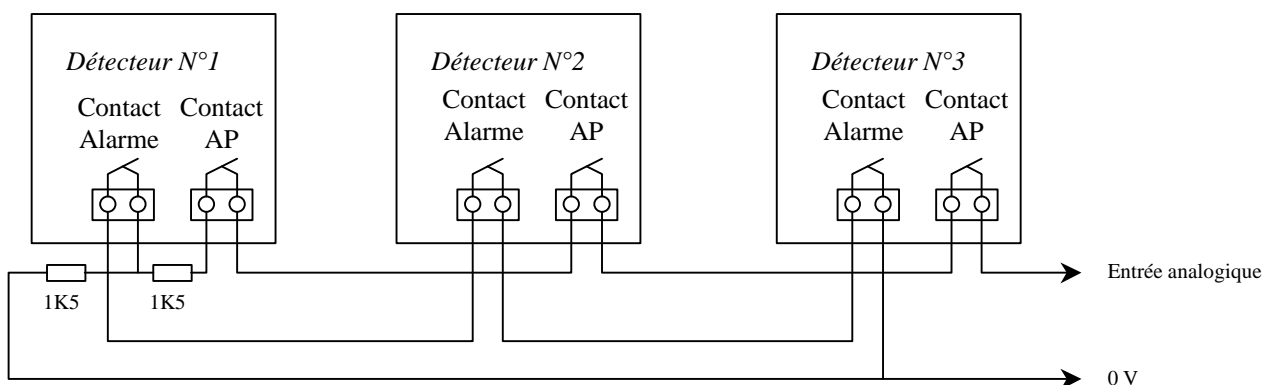 Détecteur N°1
Contact Contact
Alarme AP
Détecteur N°2
Contact Contact
Alarme AP
Détecteur N°3
Contact Contact
Alarme AP
1K5
1K5
Entrée analogique
0 V